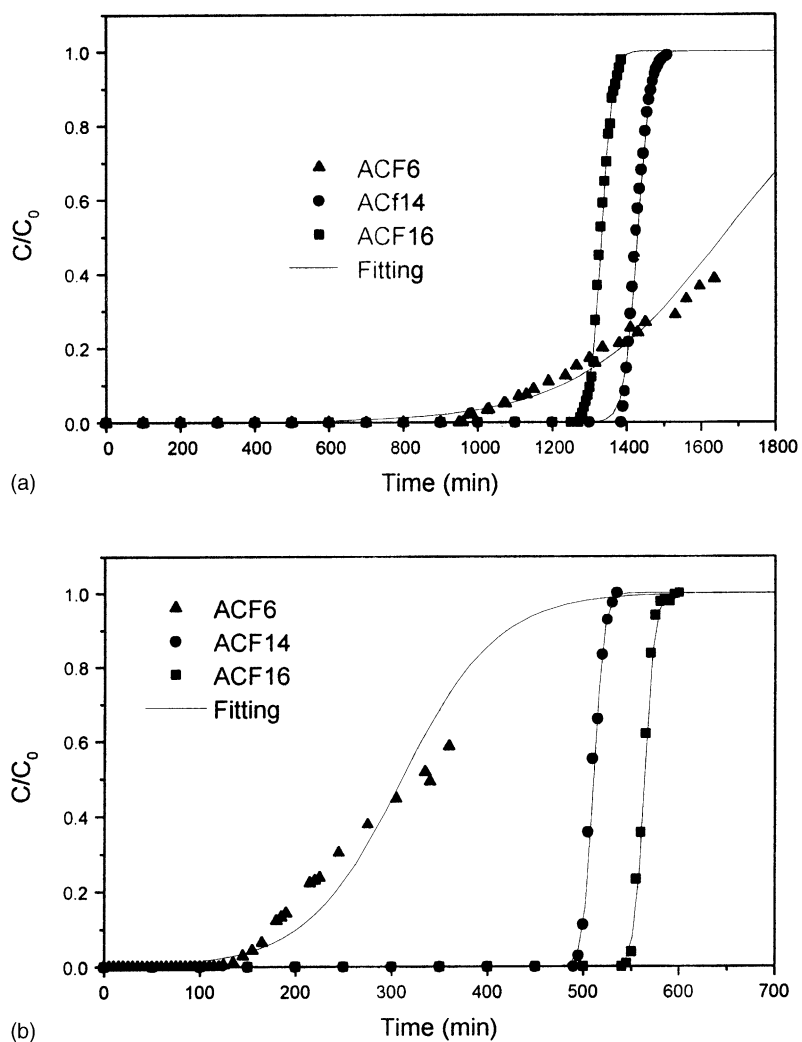 1.0
0.8
0.6
0.4
0.2
0.0
C/C0
ACF6
ACf14
ACF16
Fitting
0 200 400 600 800 1000 1200 1400 1600 1800
Time (min)
(a)
1.0
0.8
0.6
0.4
0.2
0.0
C/C0
ACF6
ACF14
ACF16
Fitting
0 100 200 300 400 500 600 700
Time (min)
(b)